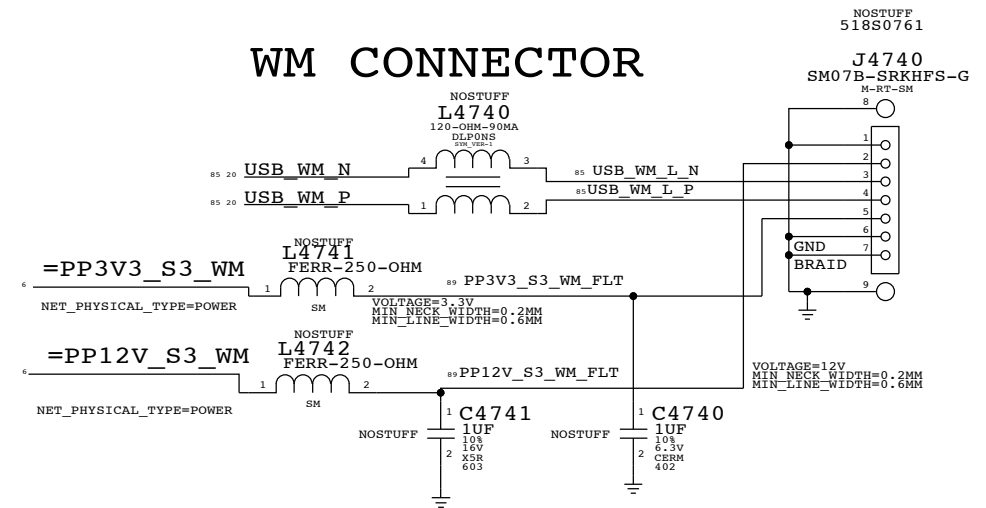 NOSTUFF
518S0761
WM CONNECTOR
J4740
SM07B-SRKHFS-G
M-RT-SM
NOSTUFF
L4740
120-OHM-90MA
DLP0NS
SYM_VER-1
8
1
2
3
4
5
6
7
9
GND
BRAID
85 20 USB_WM_N
4 3
85 USB_WM_L_N
85 20 USB_WM_P
1 2
85 USB_WM_L_P
NOSTUFF
L4741
FERR-250-OHM
=PP3V3_S3_WM
6
1 2
SM
NET_PHYSICAL_TYPE=POWER
89 PP3V3_S3_WM_FLT
VOLTAGE=3.3V
MIN_NECK_WIDTH=0.2MM
MIN_LINE_WIDTH=0.6MM
NOSTUFF
L4742
FERR-250-OHM
=PP12V_S3_WM
6
1 2
SM
NET_PHYSICAL_TYPE=POWER
89 PP12V_S3_WM_FLT
VOLTAGE=12V
MIN_NECK_WIDTH=0.2MM
MIN_LINE_WIDTH=0.6MM
1 C4741
NOSTUFF
1UF
10%
16V
X5R
603
2
1 C4740
NOSTUFF
1UF
10%
6.3V
CERM
402
2